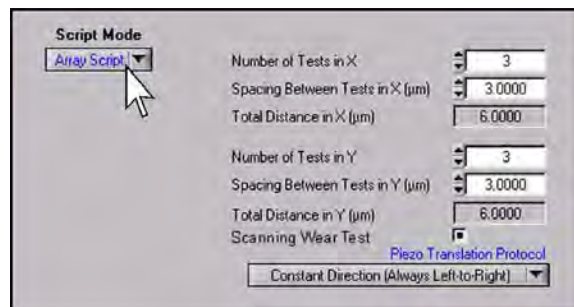 Script Mode
Array Script
Number of Tests in X 3
Spacing Between Tests in X (µm) 3.0000
Total Distance in X (µm) 6.0000
Number of Tests in Y 3
Spacing Between Tests in Y (µm) 3.0000
Total Distance in Y (µm) 6.0000
Scanning Wear Test
Piezo Translation Protocol
Constant Direction (Always Left-to-Right)